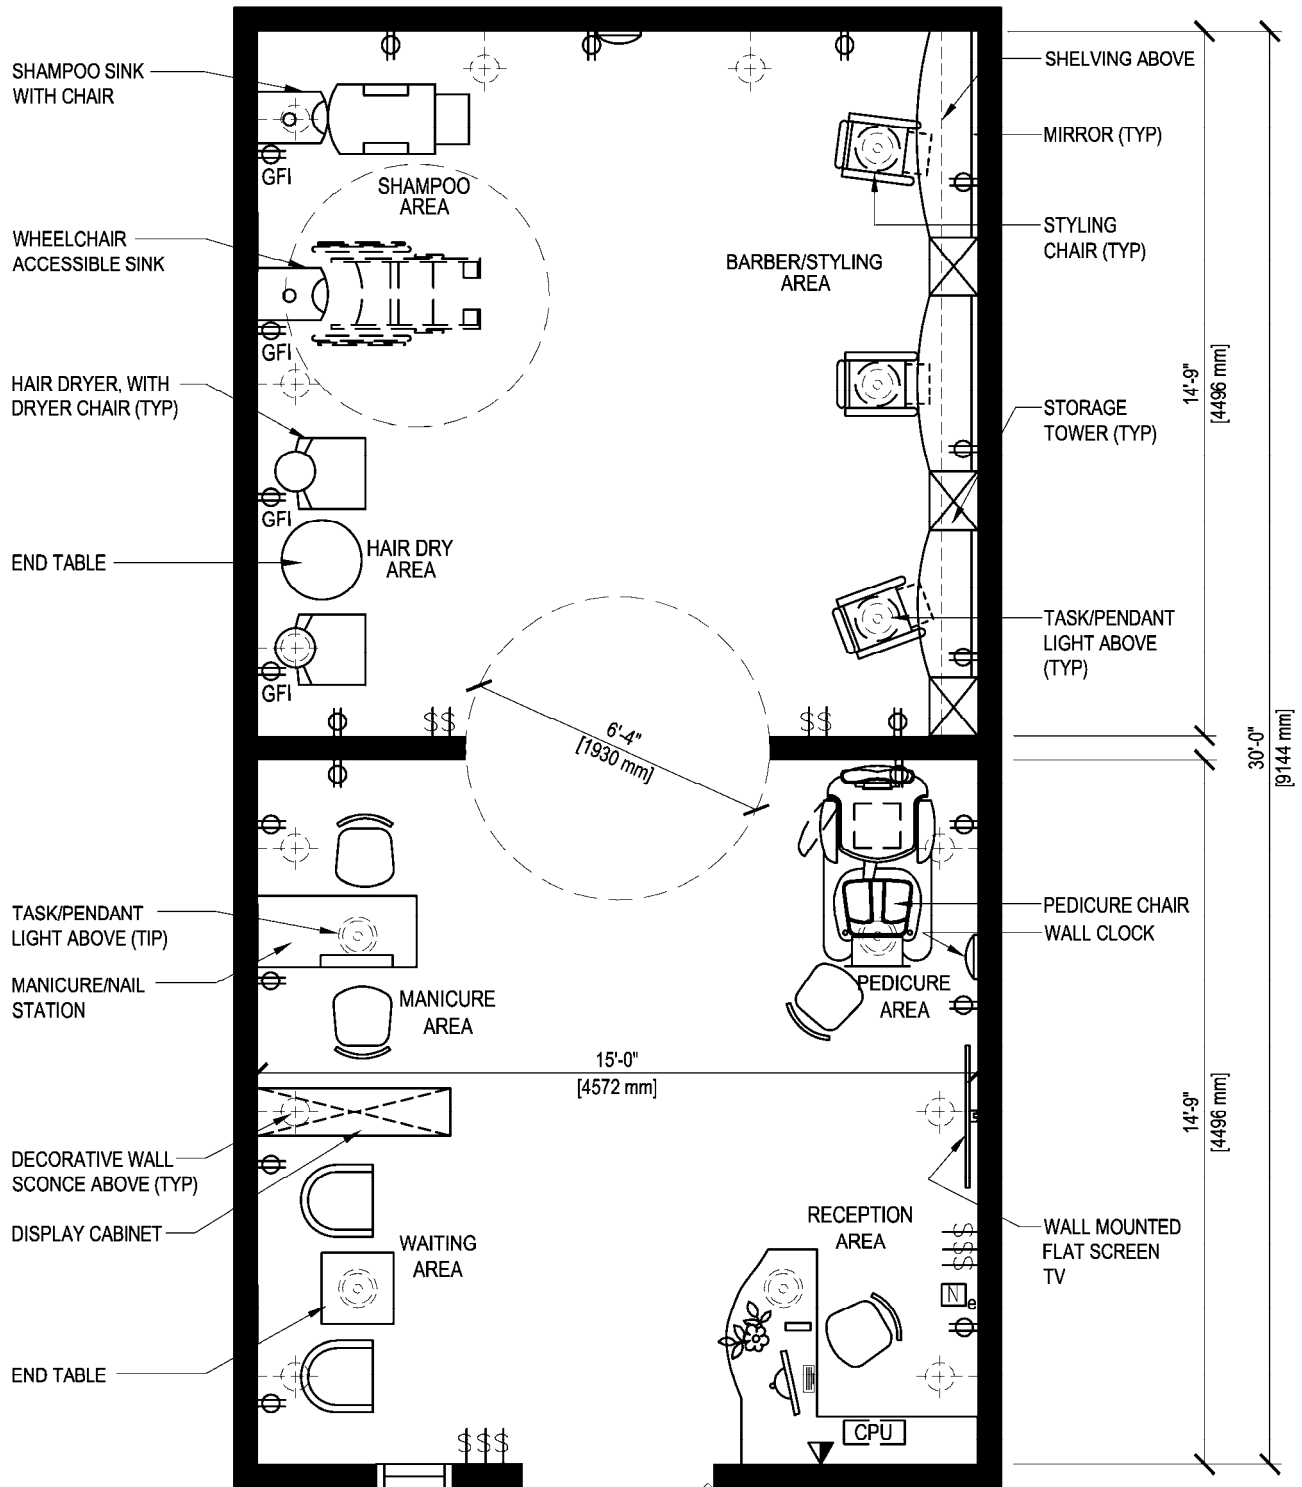 SHAMPOO SINK
WITH CHAIR
SHELVING ABOVE
MIRROR (TYP)
GFI
SHAMPOO
AREA
WHEELCHAIR
ACCESSIBLE SINK
STYLING
CHAIR (TYP)
BARBER/STYLING
AREA
GFI
HAIR DRYER, WITH
DRYER CHAIR (TYP)
14'-9"
[4496 mm]
STORAGE
TOWER (TYP)
GFI
END TABLE
HAIR DRY
AREA
TASK/PENDANT
LIGHT ABOVE
(TYP)
GFI
$$
$$
6'-4"
[1930 mm]
30'-0"
[9144 mm]
TASK/PENDANT
LIGHT ABOVE (TIP)
PEDICURE CHAIR
WALL CLOCK
MANICURE/NAIL
STATION
MANICURE
AREA
PEDICURE
AREA
15'-0"
[4572 mm]
14'-9"
[4496 mm]
DECORATIVE WALL
SCONCE ABOVE (TYP)
DISPLAY CABINET
WAITING
AREA
RECEPTION
AREA
WALL MOUNTED
FLAT SCREEN
TV
$$$
N e
END TABLE
CPU
$$$